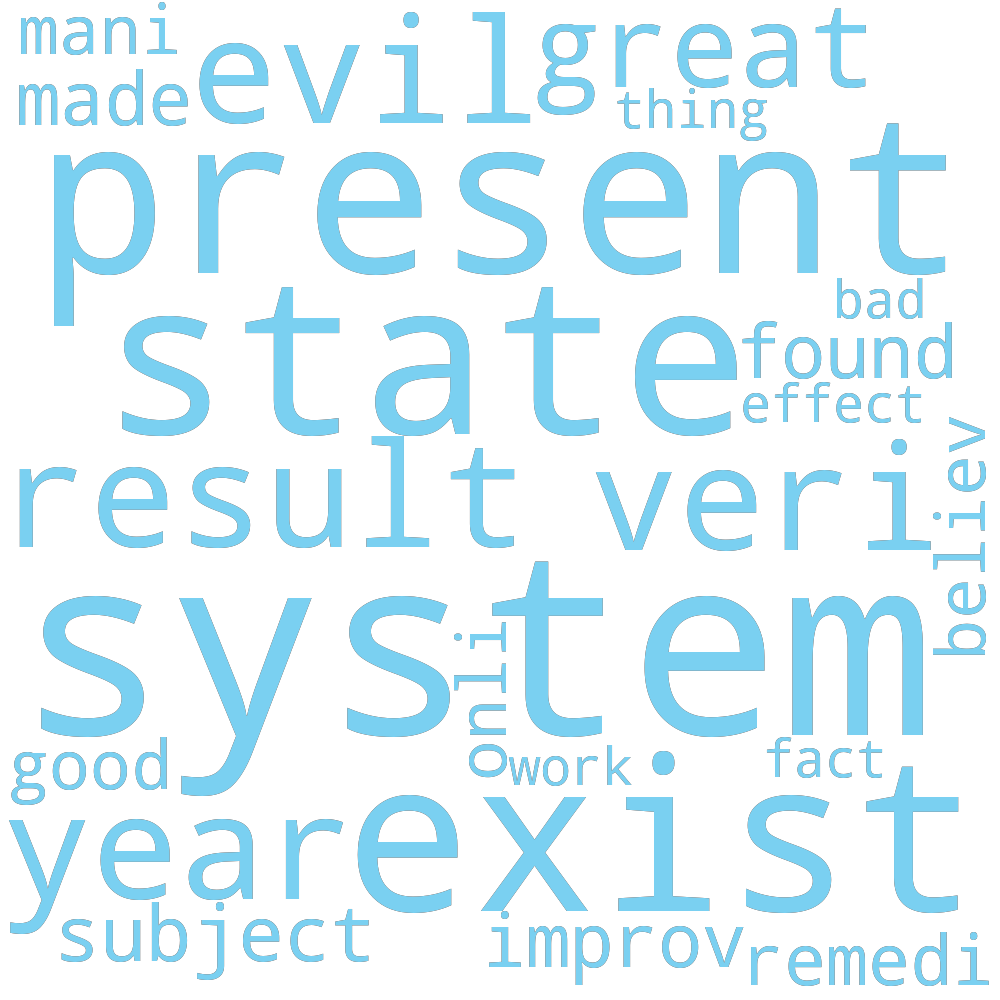 mani
evil
great
made
thing
present
bad
state
found
effect
believ
result
veri
system
onli
good
work
fact
year
exist
subject
improv
remedi